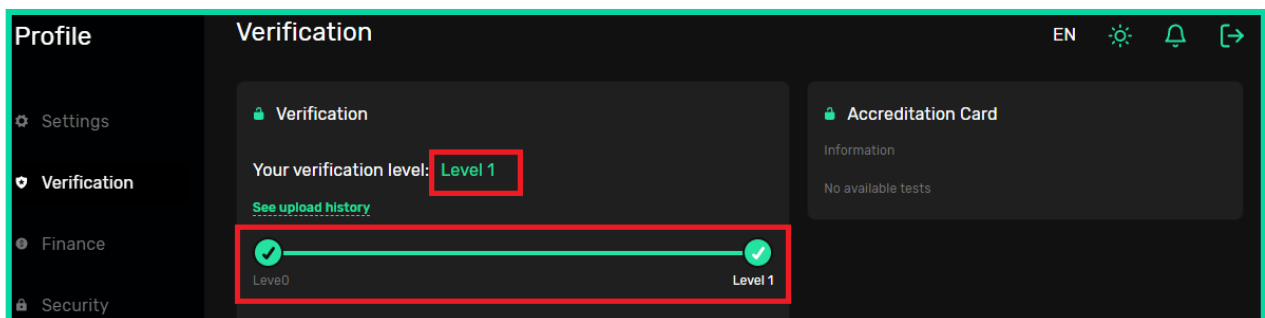 Profile
Settings
Verification
Finance
Security
Verification
EN
Verification
Your verification level: Level 1
See upload history
Leve0
Level 1
Accreditation Card
Information
No available tests